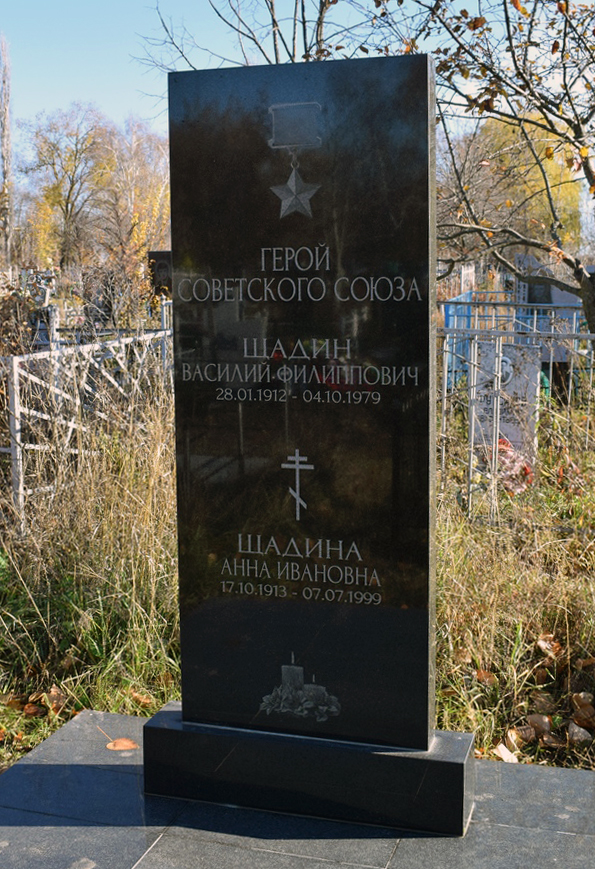 ГЕРОЙ
СОВЕТСКОГО СОЮЗА
ЩАДИН
ВАСИЛИЙ ФИЛИППОВИЧ
28.01.1912 - 04.10.1979
ЩАДИНА
АННА ИВАНОВНА
17.10.1913 - 07.07.1999